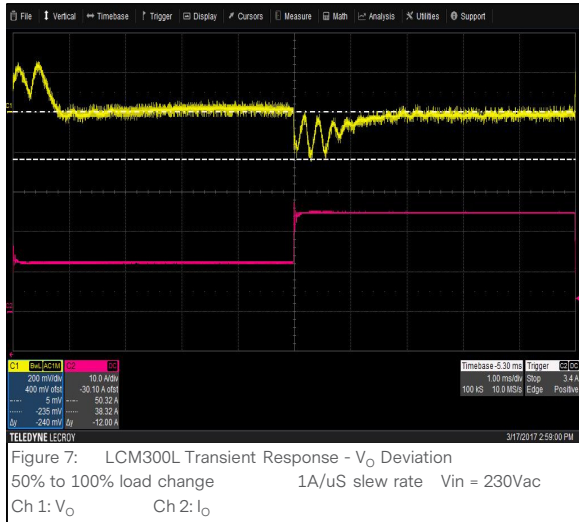 File Vertical Timebase Trigger Display Cursors Measure Math Analysis Utilities Support
C1
C1 BwL AC1M C2 DC
200 mV/div 10.0 A/div
400 mV ofst -30.10 A ofst
5 mV 50.32 A
-235 mV 38.32 A
Δy -240 mV Δy -12.00 A
Timebase -5.30 ms Trigger C2 DC
1.00 ms/div Stop 3.4 A
100 kS 10.0 MS/s Edge Positive
TELEDYNE LECROY 3/17/2017 2:59:00 PM
Figure 7: LCM300L Transient Response - VO Deviation
50% to 100% load change 1A/uS slew rate Vin = 230Vac
Ch 1: VO Ch 2: IO